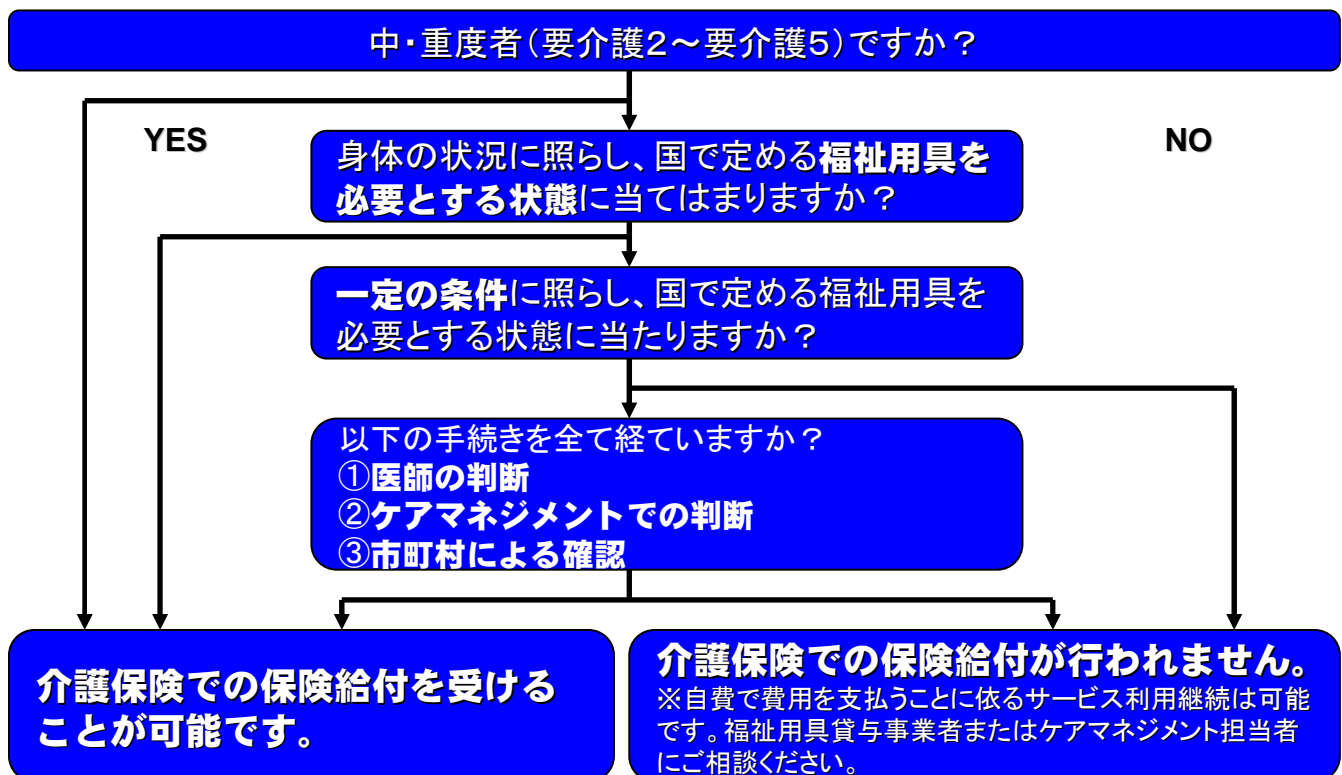 中・重度者（要介護２～要介護５）ですか？
YES
NO
身体の状況に照らし、国で定める福祉用具を
必要とする状態に当てはまりますか？
一定の条件に照らし、国で定める福祉用具を
必要とする状態に当たりますか？
以下の手続きを全て経ていますか？
①医師の判断
②ケアマネジメントでの判断
③市町村による確認
介護保険での保険給付を受ける
ことが可能です。
介護保険での保険給付が行われません。
※自費で費用を支払うことに依るサービス利用継続は可能
です。福祉用具貸与事業者またはケアマネジメント担当者
にご相談ください。